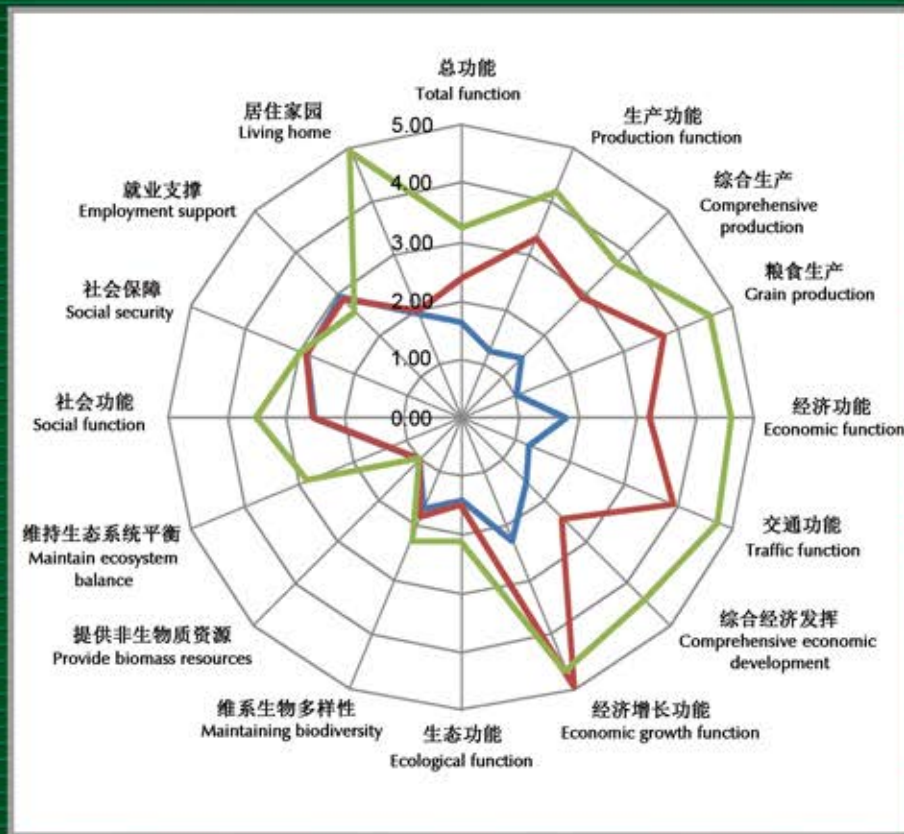 总功能
Total function
生产功能
Production function
综合生产
Comprehensive
production
粮食生产
Grain production
经济功能
Economic function
交通功能
Traffic function
综合经济发挥
Comprehensive economic
development
经济增长功能
Economic growth function
生态功能
Ecological function
维系生物多样性
Maintaining biodiversity
提供非生物质资源
Provide biomass resources
维持生态系统平衡
Maintain ecosystem
balance
社会功能
Social function
社会保障
Social security
就业支撑
Employment support
居住家园
Living home
5.00
4.00
3.00
2.00
1.00
0.00